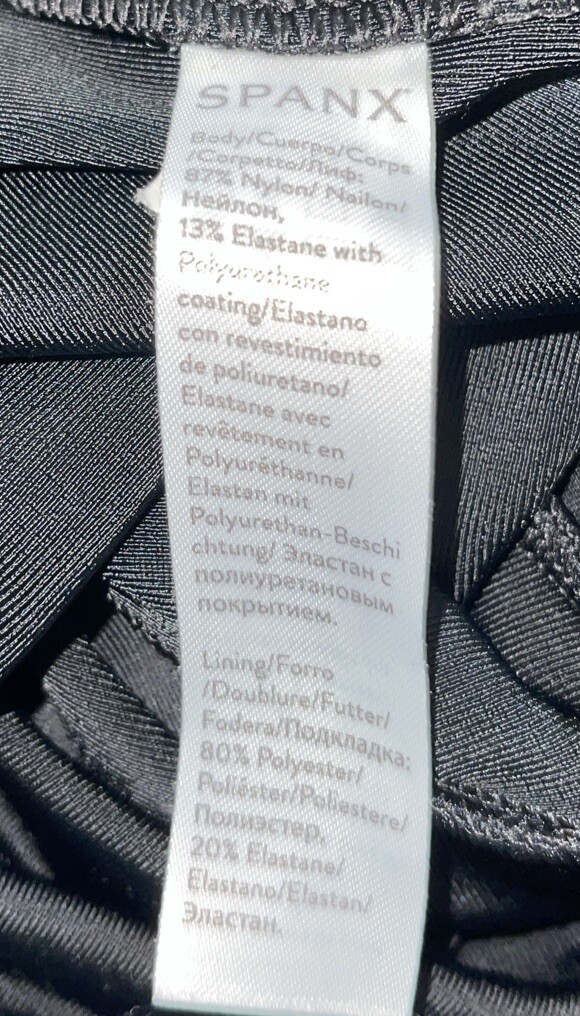 SPANX
Body/Cuerpo/Corps
/Corpetto/Лиф:
87% Nylon/ Nailon/
Нейлон,
13% Elastane with
Polyurethane
coating/Elastano
con revestimiento
de poliuretano/
Elastane avec
revêtement en
Polyuréthanne/
Elastan mit
Polyurethan-Beschi
chtung/ Эластан с
полиуретановым
покрытием.
Lining/Forro
/Doublure/Futter/
Fodera/Подкладка:
80% Polyester/
Poliéster/Poliestere/
Полиэстер,
20% Elastane/
Elastano/Elastan/
Эластан.